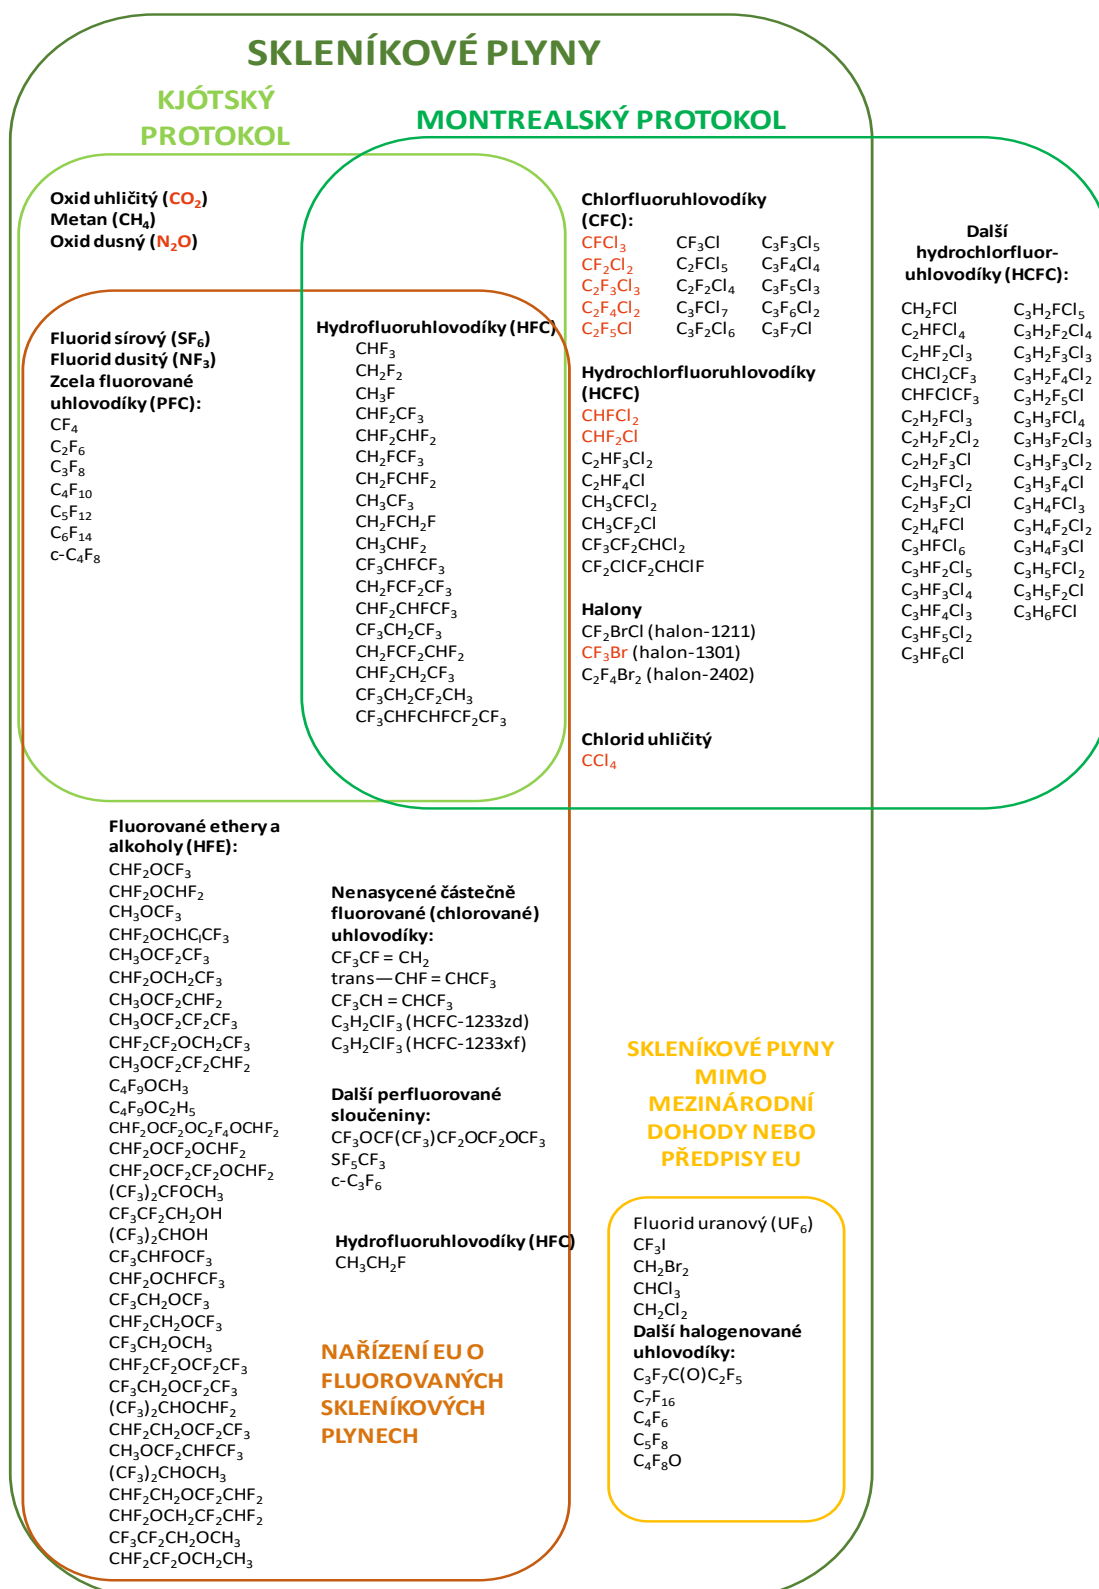 SKLENÍKOVÉ PLYNY
KJÓTSKÝ
PROTOKOL
MONTREALSKÝ PROTOKOL
Oxid uhličitý (CO₂)
Metan (CH₄)
Oxid dusný (N₂O)
Fluorid sírový (SF₆)
Fluorid dusitý (NF₃)
Zcela fluorované
uhlovodíky (PFC):
CF₄
C₂F₆
C₃F₈
C₄F₁₀
C₅F₁₂
C₆F₁₄
c-C₄F₈
Hydrofluoruhlovodíky (HFC)
CHF₃
CH₂F₂
CH₃F
CHF₂CF₃
CHF₂CHF₂
CH₂FCF₃
CH₂FCHF₂
CH₃CF₃
CH₂FCH₂F
CH₃CHF₂
CF₃CHFCF₃
CH₂FCF₂CF₃
CHF₂CHFCF₃
CF₃CH₂CF₃
CH₂FCF₂CHF₂
CHF₂CH₂CF₃
CF₃CH₂CF₂CH₃
CF₃CHFCHFCF₂CF₃
Chlorfluoruhlovodíky
(CFC):
CFCl₃ CF₃Cl C₃F₃Cl₅
CF₂Cl₂ C₂FCl₅ C₃F₄Cl₄
C₂F₃Cl₃ C₂F₂Cl₄ C₃F₅Cl₃
C₂F₄Cl₂ C₃FCl₇ C₃F₆Cl₂
C₂F₅Cl C₃F₂Cl₆ C₃F₇Cl
Hydrochlorfluoruhlovodíky
(HCFC)
CHFCl₂
CHF₂Cl
C₂HF₃Cl₂
C₂HF₄Cl
CH₃CFCl₂
CH₃CF₂Cl
CF₃CF₂CHCl₂
CF₂ClCF₂CHClF
Halony
CF₂BrCl (halon-1211)
CF₃Br (halon-1301)
C₂F₄Br₂ (halon-2402)
Chlorid uhličitý
CCl₄
Další
hydrochlorfluor-
uhlovodíky (HCFC):
CH₂FCl C₃H₂FCl₅
C₂HFCl₄ C₃H₂F₂Cl₄
C₂HF₂Cl₃ C₃H₂F₃Cl₃
CHCl₂CF₃ C₃H₂F₄Cl₂
CHFClCF₃ C₃H₂F₅Cl
C₂H₂FCl₃ C₃H₃FCl₄
C₂H₂F₂Cl₂ C₃H₃F₂Cl₃
C₂H₂F₃Cl C₃H₃F₃Cl₂
C₂H₃FCl₂ C₃H₃F₄Cl
C₂H₃F₂Cl C₃H₄FCl₃
C₂H₄FCl C₃H₄F₂Cl₂
C₃HFCl₆ C₃H₄F₃Cl
C₃HF₂Cl₅ C₃H₅FCl₂
C₃HF₃Cl₄ C₃H₅F₂Cl
C₃HF₄Cl₃ C₃H₆FCl
C₃HF₅Cl₂
C₃HF₆Cl
Fluorované ethery a
alkoholy (HFE):
CHF₂OCF₃
CHF₂OCHF₂
CH₃OCF₃
CHF₂OCHCₗCF₃
CH₃OCF₂CF₃
CHF₂OCH₂CF₃
CH₃OCF₂CHF₂
CH₃OCF₂CF₂CF₃
CHF₂CF₂OCH₂CF₃
CH₃OCF₂CF₂CHF₂
C₄F₉OCH₃
C₄F₉OC₂H₅
CHF₂OCF₂OC₂F₄OCHF₂
CHF₂OCF₂OCHF₂
CHF₂OCF₂CF₂OCHF₂
(CF₃)₂CFOCH₃
CF₃CF₂CH₂OH
(CF₃)₂CHOH
CF₃CHFOCF₃
CHF₂OCHFCF₃
CF₃CH₂OCF₃
CHF₂CH₂OCF₃
CF₃CH₂OCH₃
CHF₂CF₂OCF₂CF₃
CF₃CH₂OCF₂CF₃
(CF₃)₂CHOCHF₂
CHF₂CH₂OCF₂CF₃
CH₃OCF₂CHFCF₃
(CF₃)₂CHOCH₃
CHF₂CH₂OCF₂CHF₂
CHF₂OCH₂CF₂CHF₂
CF₃CF₂CH₂OCH₃
CHF₂CF₂OCH₂CH₃
Nenasycené částečně
fluorované (chlorované)
uhlovodíky:
CF₃CF = CH₂
trans—CHF = CHCF₃
CF₃CH = CHCF₃
C₃H₂ClF₃ (HCFC-1233zd)
C₃H₂ClF₃ (HCFC-1233xf)
Další perfluorované
sloučeniny:
CF₃OCF(CF₃)CF₂OCF₂OCF₃
SF₅CF₃
c-C₃F₆
Hydrofluoruhlovodíky (HFC)
CH₃CH₂F
NAŘÍZENÍ EU O
FLUOROVANÝCH
SKLENÍKOVÝCH
PLYNECH
SKLENÍKOVÉ PLYNY
MIMO
MEZINÁRODNÍ
DOHODY NEBO
PŘEDPISY EU
Fluorid uranový (UF₆)
CF₃I
CH₂Br₂
CHCl₃
CH₂Cl₂
Další halogenované
uhlovodíky:
C₃F₇C(O)C₂F₅
C₇F₁₆
C₄F₆
C₅F₈
C₄F₈O